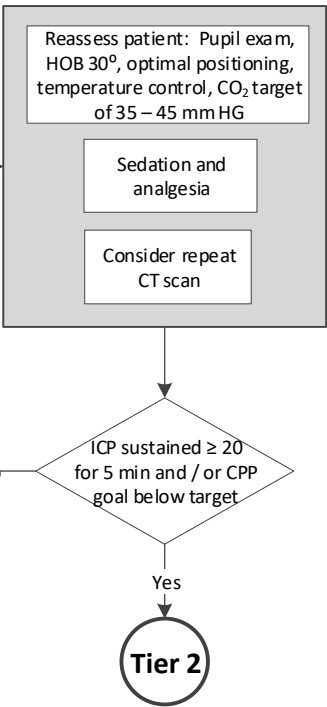 Reassess patient: Pupil exam,
HOB 30⁰, optimal positioning,
temperature control, CO₂ target
of 35 – 45 mm HG
Sedation and
analgesia
Consider repeat
CT scan
ICP sustained ≥ 20
for 5 min and / or CPP
goal below target
Yes
Tier 2